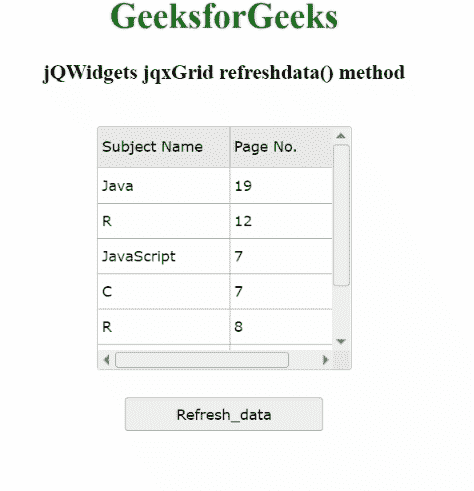 GeeksforGeeks
jQWidgets jqxGrid refreshdata() method
Subject Name Page No.
Java 19
R 12
JavaScript 7
C 7
R 8
Refresh_data